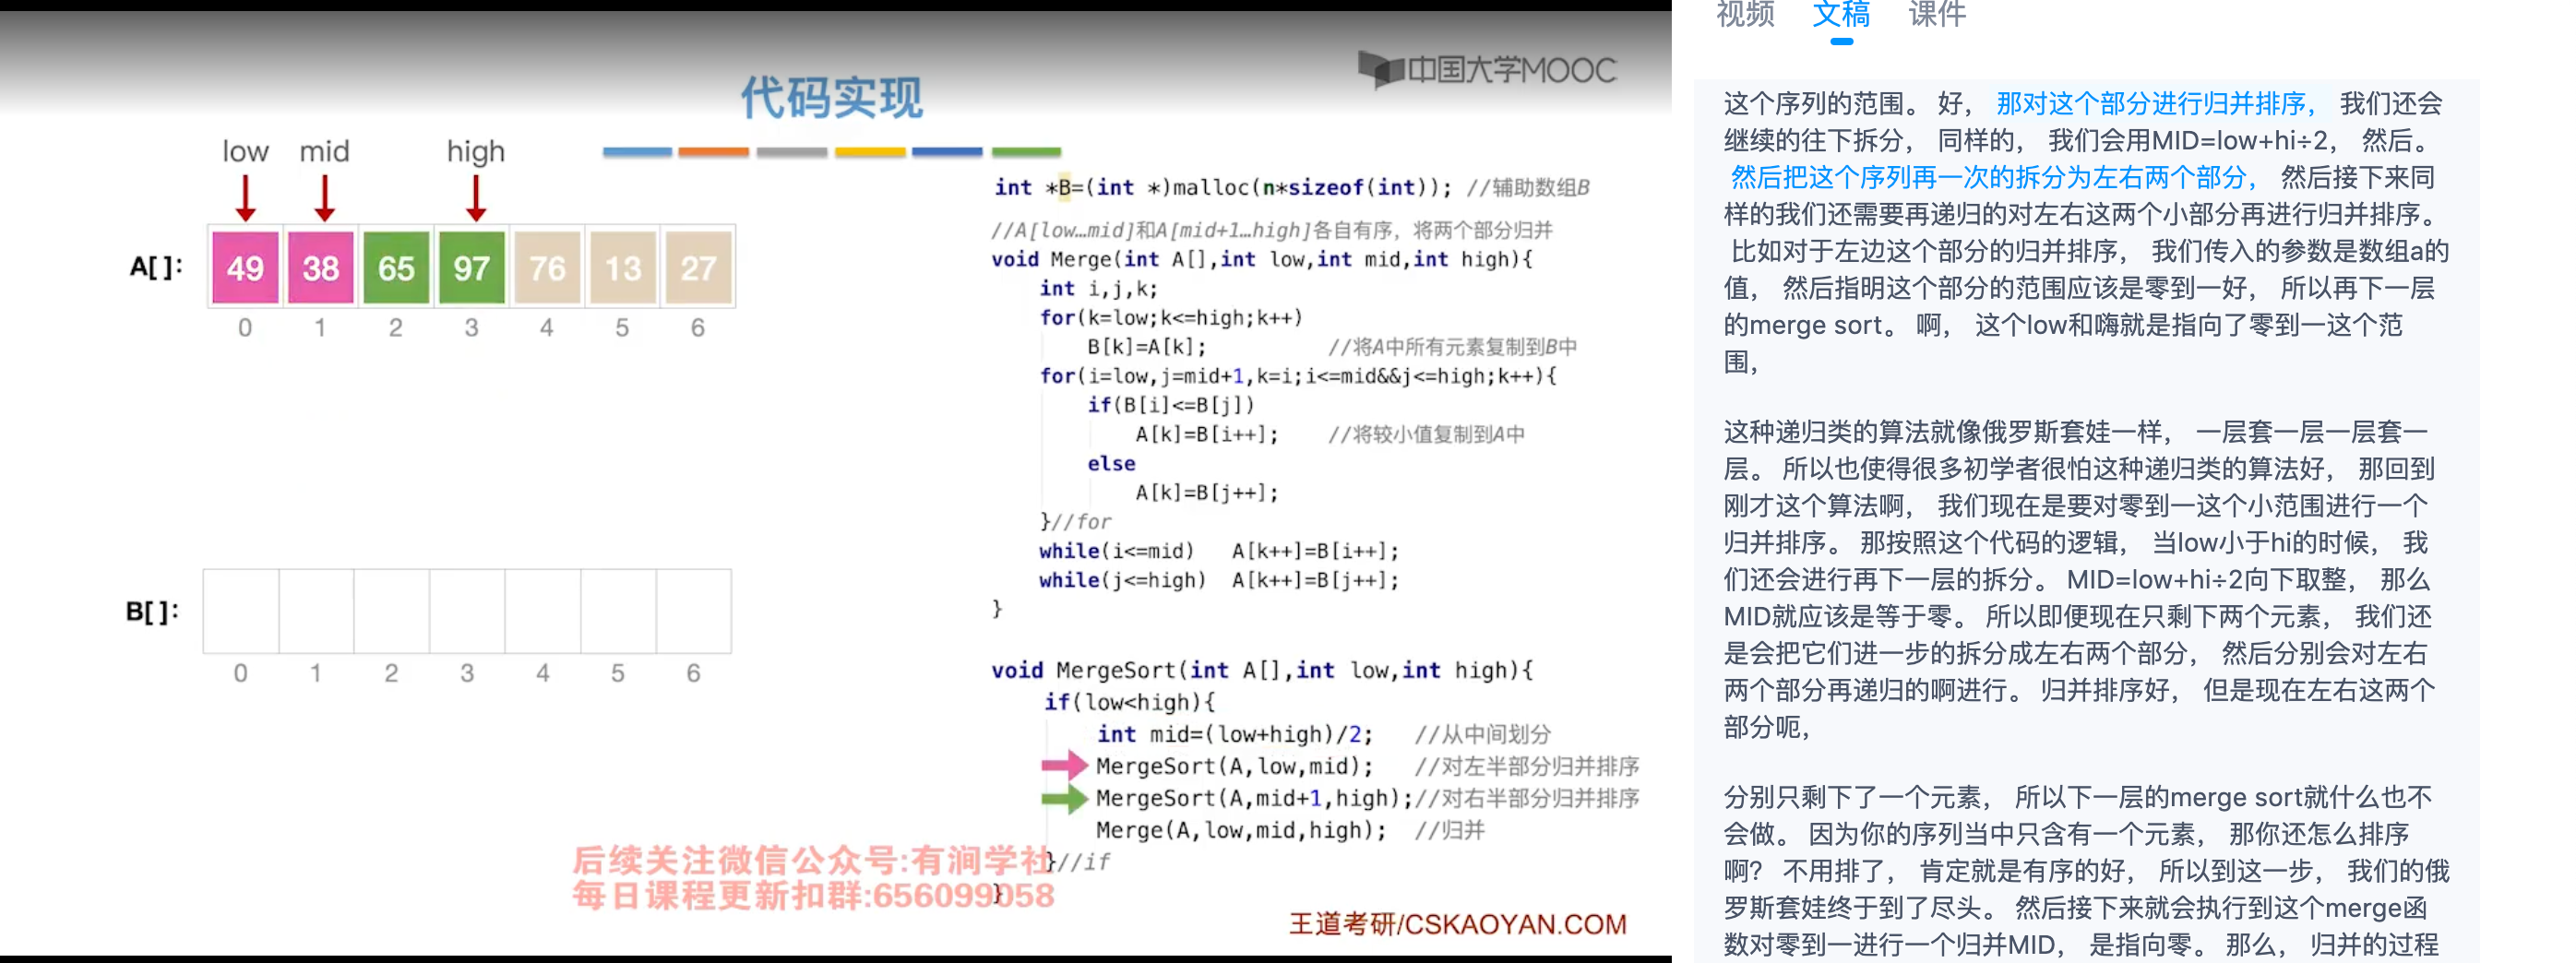 中国大学MOOC
代码实现
low mid high
A[ ]: 49 38 65 97 76 13 27
0 1 2 3 4 5 6
B[ ]:
0 1 2 3 4 5 6
int *B=(int *)malloc(n*sizeof(int)); //辅助数组B
//A[low…mid]和A[mid+1…high]各自有序，将两个部分归并
void Merge(int A[],int low,int mid,int high){
int i,j,k;
for(k=low;k<=high;k++)
B[k]=A[k]; //将A中所有元素复制到B中
for(i=low,j=mid+1,k=i;i<=mid&&j<=high;k++){
if(B[i]<=B[j])
A[k]=B[i++]; //将较小值复制到A中
else
A[k]=B[j++];
}//for
while(i<=mid) A[k++]=B[i++];
while(j<=high) A[k++]=B[j++];
}
void MergeSort(int A[],int low,int high){
if(low<high){
int mid=(low+high)/2; //从中间划分
MergeSort(A,low,mid); //对左半部分归并排序
MergeSort(A,mid+1,high);//对右半部分归并排序
Merge(A,low,mid,high); //归并
}//if
}
后续关注微信公众号:有涧学社
每日课程更新扣群:656099058
王道考研/CSKAOYAN.COM
视频 文稿 课件
这个序列的范围。 好， 那对这个部分进行归并排序， 我们还会
继续的往下拆分， 同样的， 我们会用MID=low+hi÷2， 然后。
然后把这个序列再一次的拆分为左右两个部分， 然后接下来同
样的我们还需要再递归的对左右这两个小部分再进行归并排序。
比如对于左边这个部分的归并排序， 我们传入的参数是数组a的
值， 然后指明这个部分的范围应该是零到一好， 所以再下一层
的merge sort。 啊， 这个low和嗨就是指向了零到一这个范
围，
这种递归类的算法就像俄罗斯套娃一样， 一层套一层一层套一
层。 所以也使得很多初学者很怕这种递归类的算法好， 那回到
刚才这个算法啊， 我们现在是要对零到一这个小范围进行一个
归并排序。 那按照这个代码的逻辑， 当low小于hi的时候， 我
们还会进行再下一层的拆分。 MID=low+hi÷2向下取整， 那么
MID就应该是等于零。 所以即便现在只剩下两个元素， 我们还
是会把它们进一步的拆分成左右两个部分， 然后分别会对左右
两个部分再递归的啊进行。 归并排序好， 但是现在左右这两个
部分呃，
分别只剩下了一个元素， 所以下一层的merge sort就什么也不
会做。 因为你的序列当中只含有一个元素， 那你还怎么排序
啊？ 不用排了， 肯定就是有序的好， 所以到这一步， 我们的俄
罗斯套娃终于到了尽头。 然后接下来就会执行到这个merge函
数对零到一进行一个归并MID， 是指向零。 那么， 归并的过程